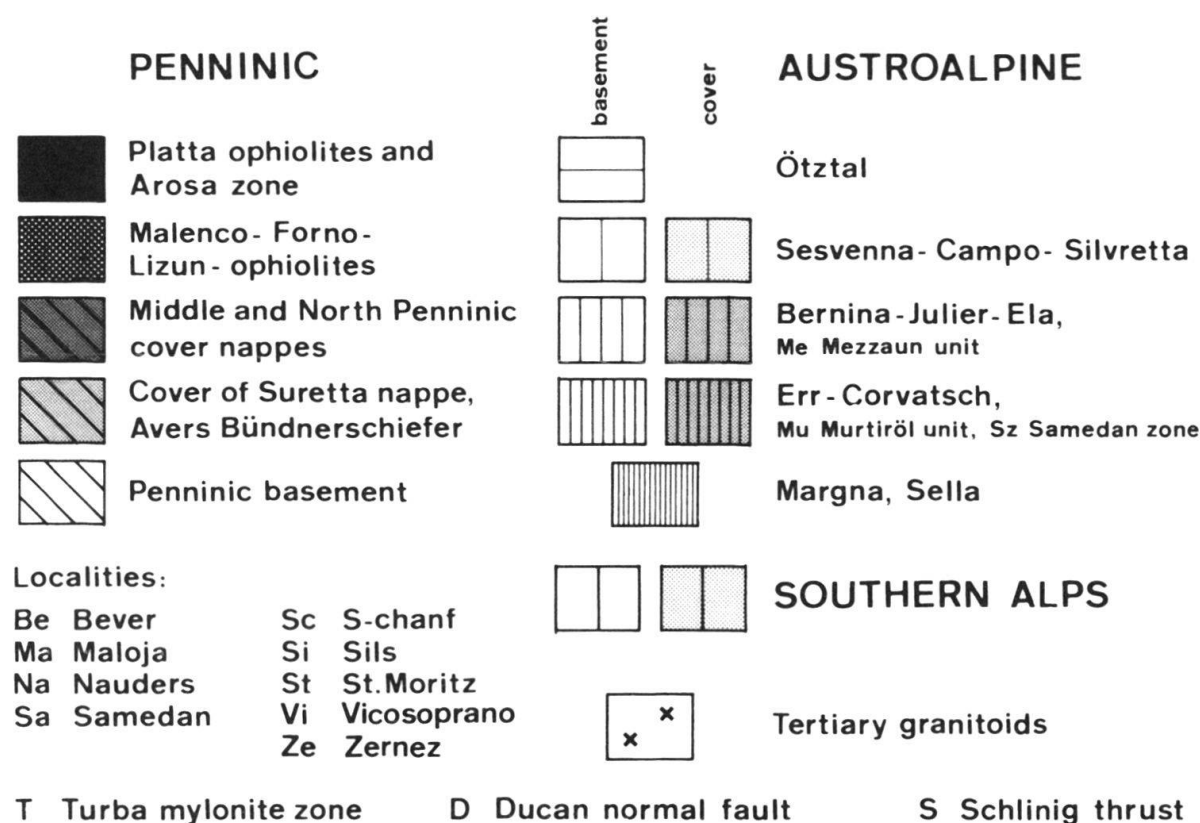 PENNINIC
Platta ophiolites and
Arosa zone
Malenco- Forno-
Lizun- ophiolites
Middle and North Penninic
cover nappes
Cover of Suretta nappe,
Avers Bündnerschiefer
Penninic basement
basement
cover
AUSTROALPINE
Ötztal
Sesvenna- Campo- Silvretta
Bernina-Julier-Ela,
Me Mezzaun unit
Err-Corvatsch,
Mu Murtiröl unit, Sz Samedan zone
Margna, Sella
SOUTHERN ALPS
Tertiary granitoids
Localities:
Be Bever
Ma Maloja
Na Nauders
Sa Samedan
Sc S-chanf
Si Sils
St St.Moritz
Vi Vicosoprano
Ze Zernez
T Turba mylonite zone
D Ducan normal fault
S Schlinig thrust